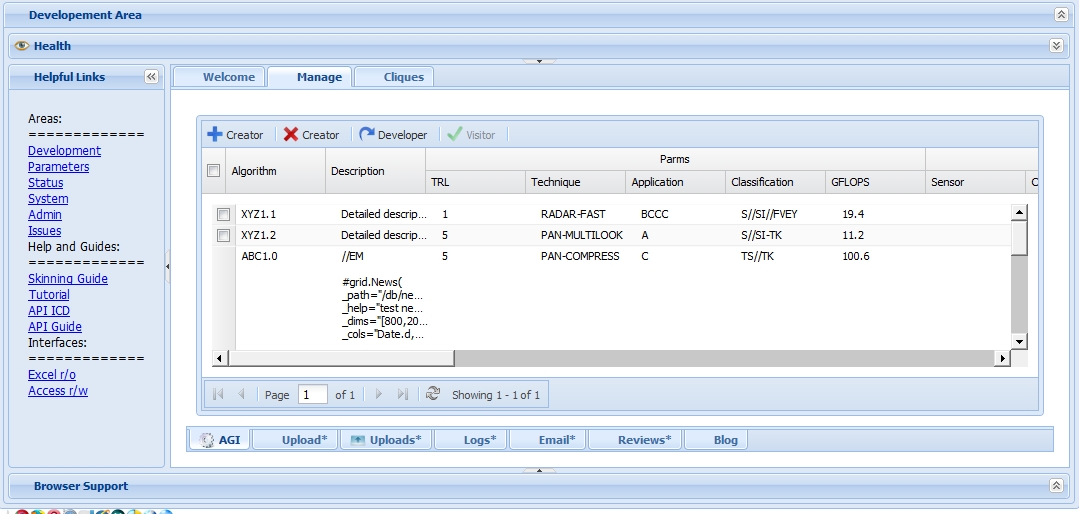 Developement Area
Health
Helpful Links
Welcome Manage Cliques
Areas:
=============
Development
Parameters
Status
System
Admin
Issues
Help and Guides:
=============
Skinning Guide
Tutorial
API ICD
API Guide
Interfaces:
=============
Excel r/o
Access r/w
Creator Creator Developer Visitor
Algorithm Description Parms
TRL Technique Application Classification GFLOPS Sensor C
XYZ1.1 Detailed descrip... 1 RADAR-FAST BCCC S//SI//FVEY 19.4
XYZ1.2 Detailed descrip... 5 PAN-MULTILOOK A S//SI-TK 11.2
ABC1.0 //EM 5 PAN-COMPRESS C TS//TK 100.6
#grid.News(
_path="/db/ne...
_help="test ne...
_dims="[800,20...
_cols="Date.d,...
Page 1 of 1 Showing 1 - 1 of 1
AGI Upload* Uploads* Logs* Email* Reviews* Blog
Browser Support